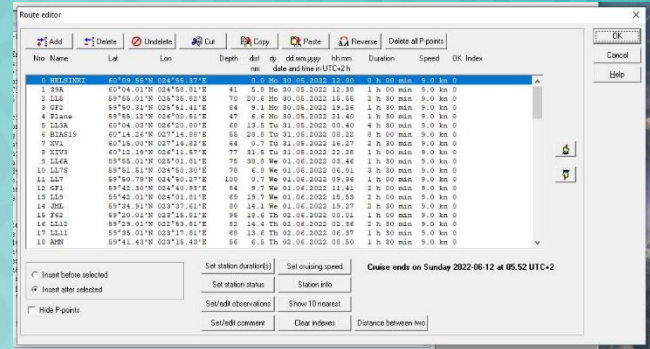 Route editor
Add Delete Undelete Cut Copy Paste Reverse Delete all P-points OK
Cancel
Help
No Name Lat Lon Depth dist dy dd.mm.yyyy hh:mm Duration Speed OK Index
nm date and time in UTC+2 h
0 HELSINKI 60°09.55'N 024°55.37'E 0.0 Mo 30.05.2022 12.00 0 h 00 min 9.0 kn 0
1 39A 60°04.01'N 024°58.81'E 41 5.8 Mo 30.05.2022 12.38 1 h 00 min 9.0 kn 0
2 LL5 59°55.01'N 025°35.82'E 70 20.6 Mo 30.05.2022 15.55 1 h 30 min 9.0 kn 0
3 GF2 59°50.31'N 025°51.41'E 84 9.1 Mo 30.05.2022 19.26 1 h 30 min 9.0 kn 0
4 Plane 59°55.12'N 026°00.51'E 47 6.6 Mo 30.05.2022 21.40 1 h 00 min 9.0 kn 0
5 LL3A 60°04.03'N 026°20.80'E 68 13.5 Tu 31.05.2022 00.40 4 h 30 min 9.0 kn 0
6 BIAS19 60°14.26'N 027°14.88'E 55 28.8 Tu 31.05.2022 08.22 8 h 00 min 9.0 kn 0
7 XV1 60°15.00'N 027°14.82'E 64 0.7 Tu 31.05.2022 16.27 2 h 30 min 9.0 kn 0
8 XIV3 60°12.19'N 026°11.57'E 77 31.5 Tu 31.05.2022 22.28 1 h 30 min 9.0 kn 0
9 LL6A 59°55.01'N 025°01.81'E 75 38.8 We 01.06.2022 03.46 1 h 30 min 9.0 kn 0
10 LL7S 59°51.51'N 024°50.30'E 78 6.8 We 01.06.2022 06.01 3 h 30 min 9.0 kn 0
11 LL7 59°50.79'N 024°50.27'E 100 0.7 We 01.06.2022 09.36 1 h 00 min 9.0 kn 0
12 GF1 59°42.30'N 024°40.93'E 84 9.7 We 01.06.2022 11.41 2 h 00 min 9.0 kn 0
13 LL9 59°42.01'N 024°01.81'E 69 19.7 We 01.06.2022 15.53 2 h 00 min 9.0 kn 0
14 JML 59°34.91'N 023°37.61'E 80 14.1 We 01.06.2022 19.27 2 h 30 min 9.0 kn 0
15 F62 59°20.01'N 023°15.81'E 95 18.6 Th 02.06.2022 00.01 1 h 00 min 9.0 kn 0
16 LL12 59°29.01'N 022°53.81'E 82 14.4 Th 02.06.2022 02.36 2 h 30 min 9.0 kn 0
17 LL11 59°35.01'N 023°17.81'E 68 13.6 Th 02.06.2022 06.37 1 h 30 min 9.0 kn 0
18 AMN 59°41.43'N 023°15.43'E 56 6.5 Th 02.06.2022 08.50 1 h 30 min 9.0 kn 0
Insert before selected
Insert after selected
Hide P-points
Set station duration(s) Set cruising speed Cruise ends on Sunday 2022-06-12 at 05.52 UTC+2
Set station status Station info
Set/edit observations Show 10 nearest
Set/edit comment Clear indexes Distance between two